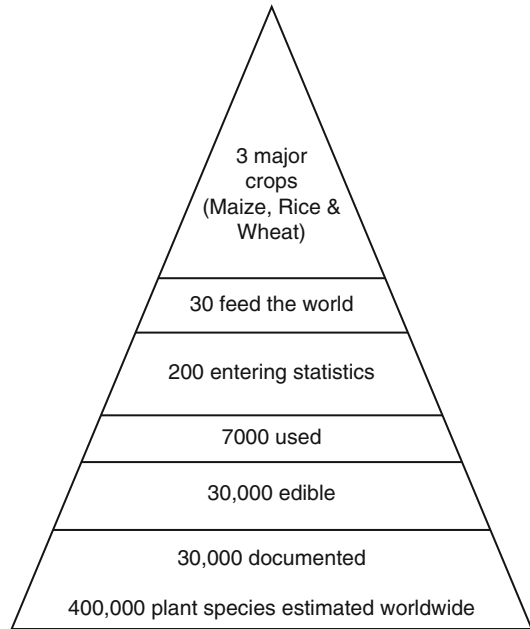 3 major
crops
(Maize, Rice &
Wheat)
30 feed the world
200 entering statistics
7000 used
30,000 edible
30,000 documented
400,000 plant species estimated worldwide